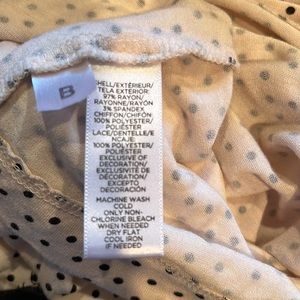 B
SHELL/EXTÉRIEUR/
TELA EXTERIOR:
97% RAYON/
RAYONNE/RAYÓN
3% SPANDEX
CHIFFON/CHIFÓN:
100% POLYESTER/
POLIÉSTER
LACE/DENTELLE/E
NCAJE:
100% POLYESTER/
POLIÉSTER
EXCLUSIVE OF
DECORATION/
EXCLUSIVE DE
DÉCORATION/
EXCEPTO
DECORACIÓN
MACHINE WASH
COLD
ONLY NON-
CHLORINE BLEACH
WHEN NEEDED
DRY FLAT
COOL IRON
IF NEEDED